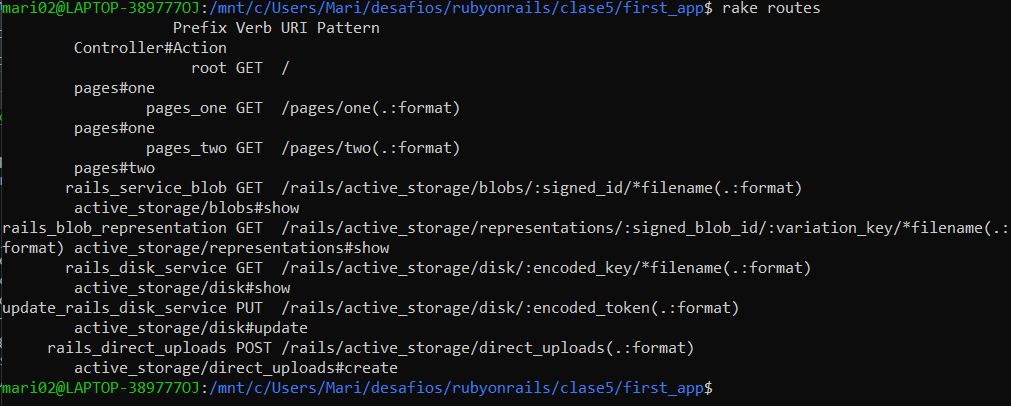 mari02@LAPTOP-389777OJ:/mnt/c/Users/Mari/desafios/rubyonrails/clase5/first_app$ rake routes
Prefix Verb URI Pattern
Controller#Action
root GET /
pages#one
pages_one GET /pages/one(.:format)
pages#one
pages_two GET /pages/two(.:format)
pages#two
rails_service_blob GET /rails/active_storage/blobs/:signed_id/*filename(.:format)
active_storage/blobs#show
rails_blob_representation GET /rails/active_storage/representations/:signed_blob_id/:variation_key/*filename(.:
format) active_storage/representations#show
rails_disk_service GET /rails/active_storage/disk/:encoded_key/*filename(.:format)
active_storage/disk#show
update_rails_disk_service PUT /rails/active_storage/disk/:encoded_token(.:format)
active_storage/disk#update
rails_direct_uploads POST /rails/active_storage/direct_uploads(.:format)
active_storage/direct_uploads#create
mari02@LAPTOP-389777OJ:/mnt/c/Users/Mari/desafios/rubyonrails/clase5/first_app$